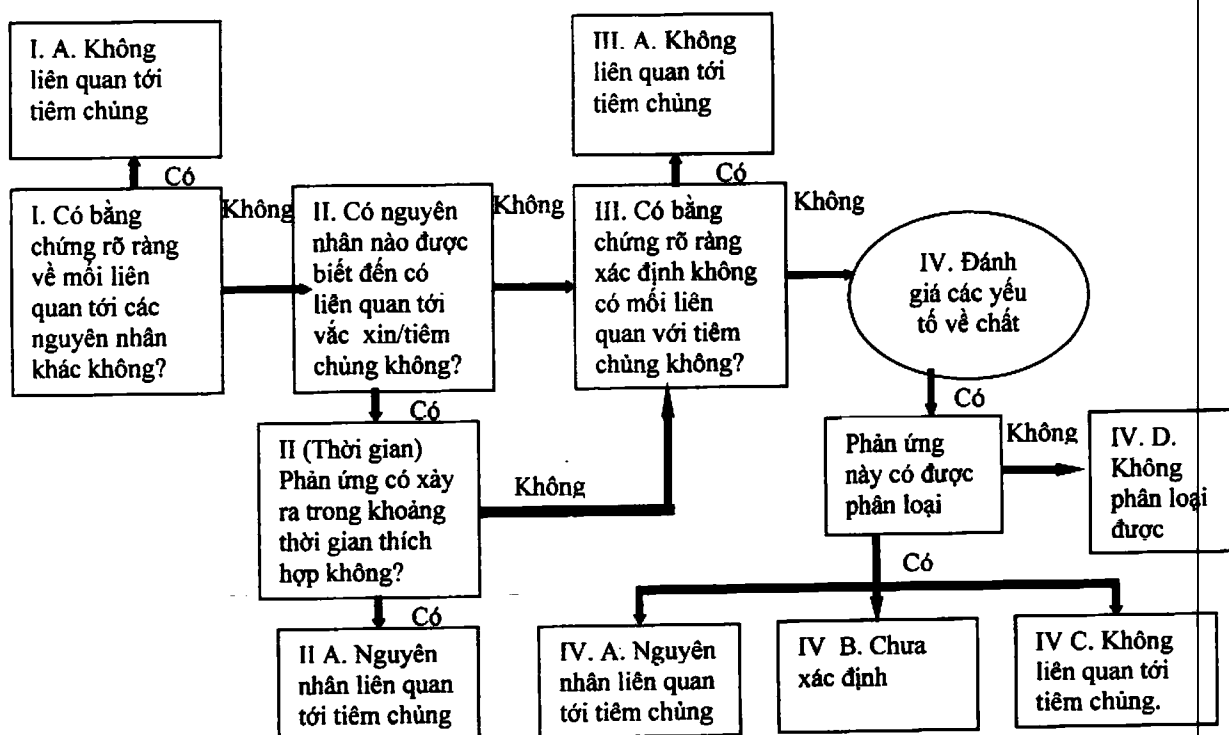 I. A. Không
liên quan tới
tiêm chủng
III. A. Không
liên quan tới
tiêm chủng
Có
Có
I. Có bằng
chứng rõ ràng
về mối liên
quan tới các
nguyên nhân
khác không?
Không
II. Có nguyên
nhân nào được
biết đến có
liên quan tới
vắc xin/tiêm
chủng không?
Không
III. Có bằng
chứng rõ ràng
xác định không
có mối liên
quan với tiêm
chủng không?
Không
IV. Đánh
giá các yếu
tố về chất
Có
Có
II (Thời gian)
Phản ứng có xảy
ra trong khoảng
thời gian thích
hợp không?
Không
Phản ứng
này có được
phân loại
Không
IV. D.
Không
phân loại
được
Có
Có
II A. Nguyên
nhân liên quan
tới tiêm chủng
IV. A. Nguyên
nhân liên quan
tới tiêm chủng
IV B. Chưa
xác định
IV C. Không
liên quan tới
tiêm chủng.